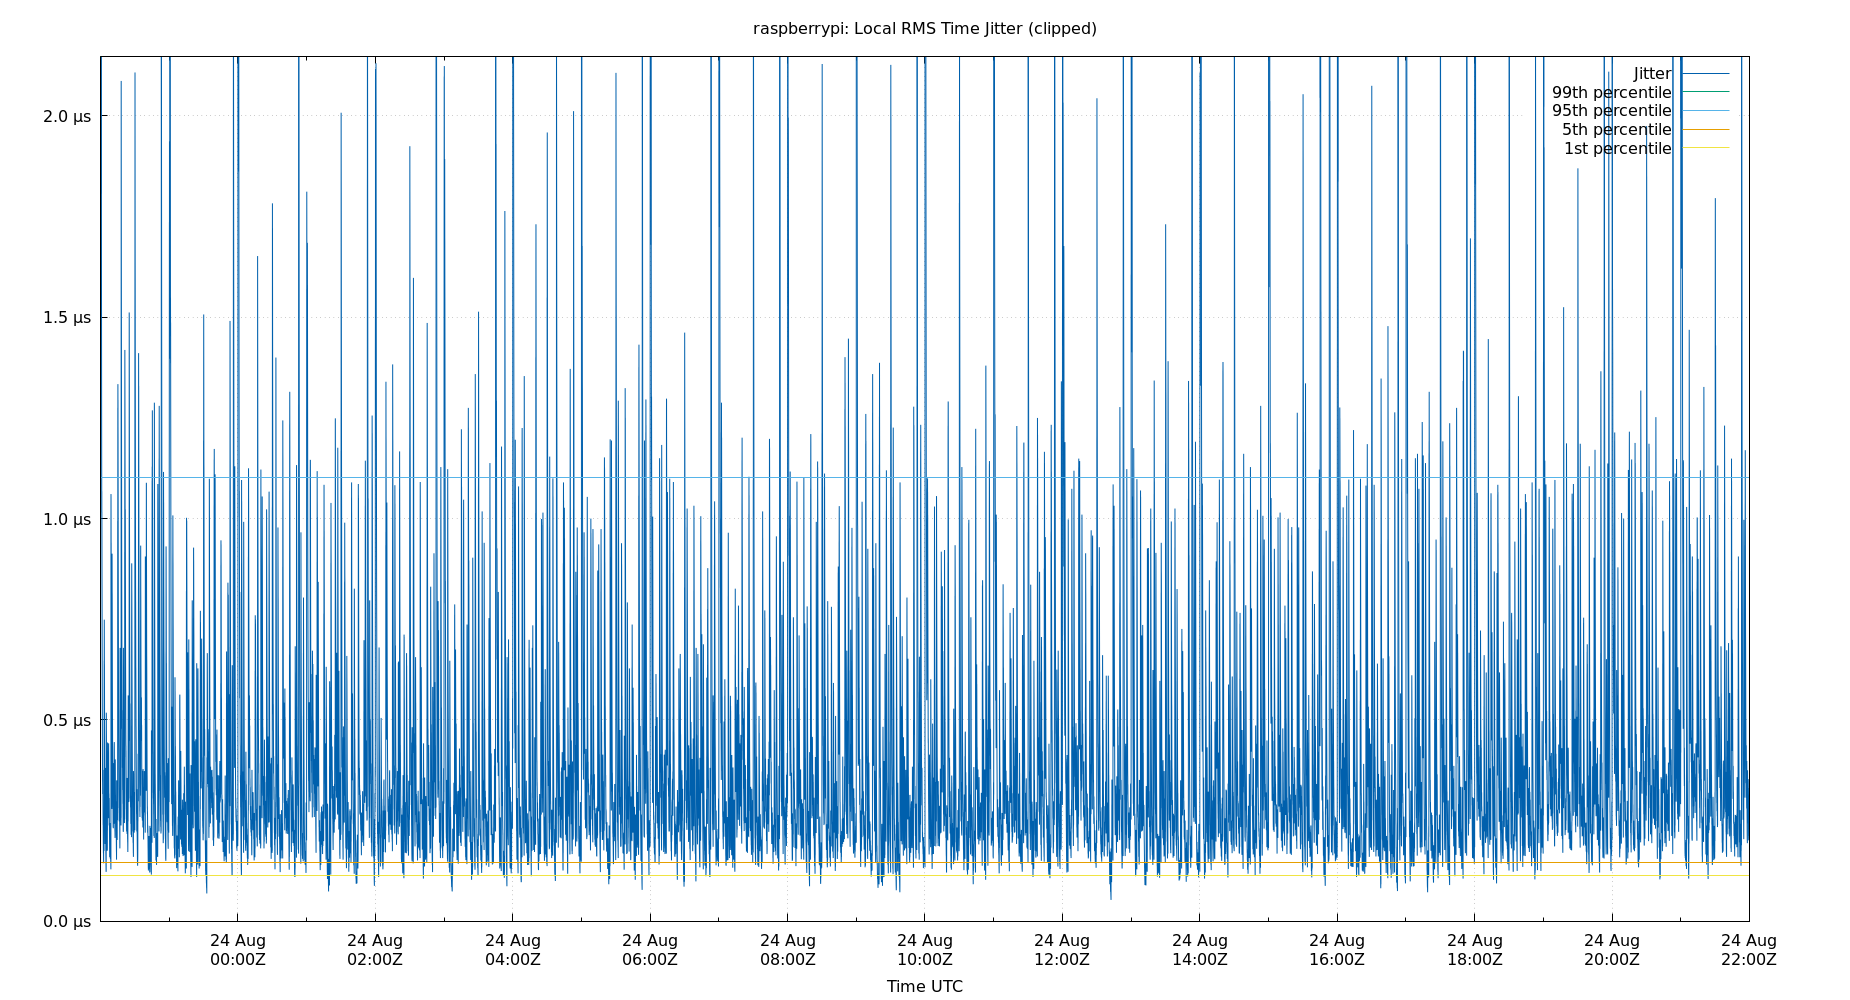 raspberrypi: Local RMS Time Jitter (clipped)
Jitter
99th percentile
95th percentile
5th percentile
1st percentile
2.0 μs
1.5 μs
1.0 μs
0.5 μs
0.0 μs
24 Aug 24 Aug 24 Aug 24 Aug 24 Aug 24 Aug 24 Aug 24 Aug 24 Aug 24 Aug 24 Aug 24 Aug
00:00Z 02:00Z 04:00Z 06:00Z 08:00Z 10:00Z 12:00Z 14:00Z 16:00Z 18:00Z 20:00Z 22:00Z
Time UTC